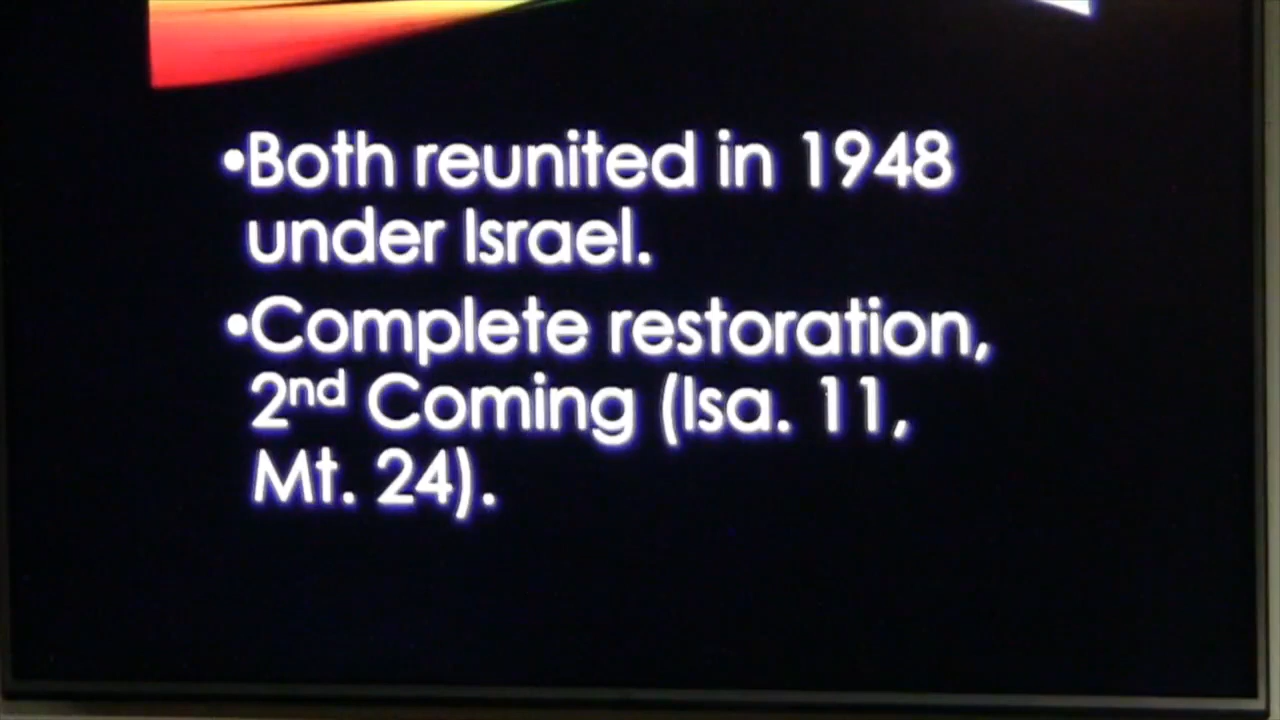 •Both reunited in 1948
under Israel.
•Complete restoration,
2nd Coming (Isa. 11,
Mt. 24).